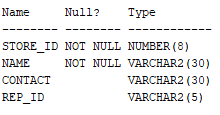 Name     Null?    Type
-------- -------- ------------
STORE_ID NOT NULL NUMBER(8)
NAME     NOT NULL VARCHAR2(30)
CONTACT           VARCHAR2(30)
REP_ID            VARCHAR2(5)